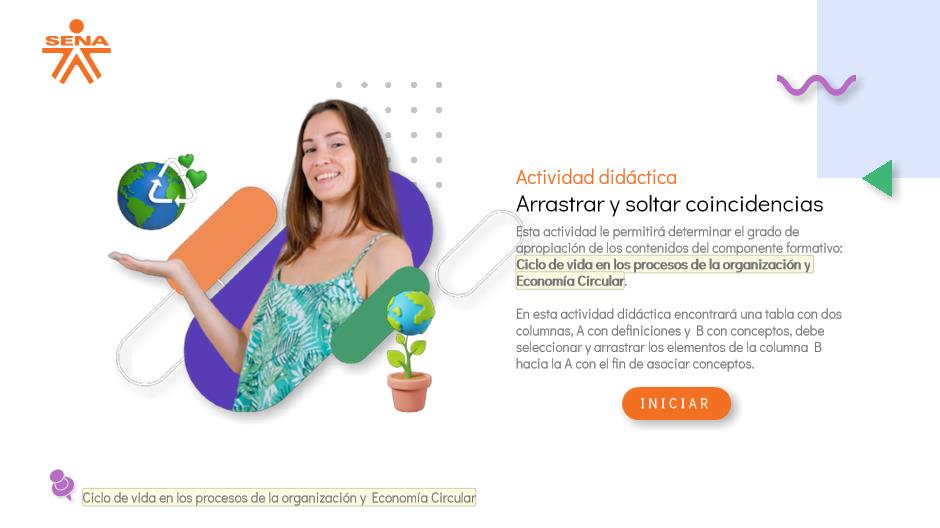 SENA
Actividad didáctica
Arrastrar y soltar coincidencias
Esta actividad le permitirá determinar el grado de
apropiación de los contenidos del componente formativo:
Ciclo de vida en los procesos de la organización y
Economía Circular.
En esta actividad didáctica encontrará una tabla con dos
columnas, A con definiciones y B con conceptos, debe
seleccionar y arrastrar los elementos de la columna B
hacia la A con el fin de asociar conceptos.
INICIAR
Ciclo de vida en los procesos de la organización y Economía Circular